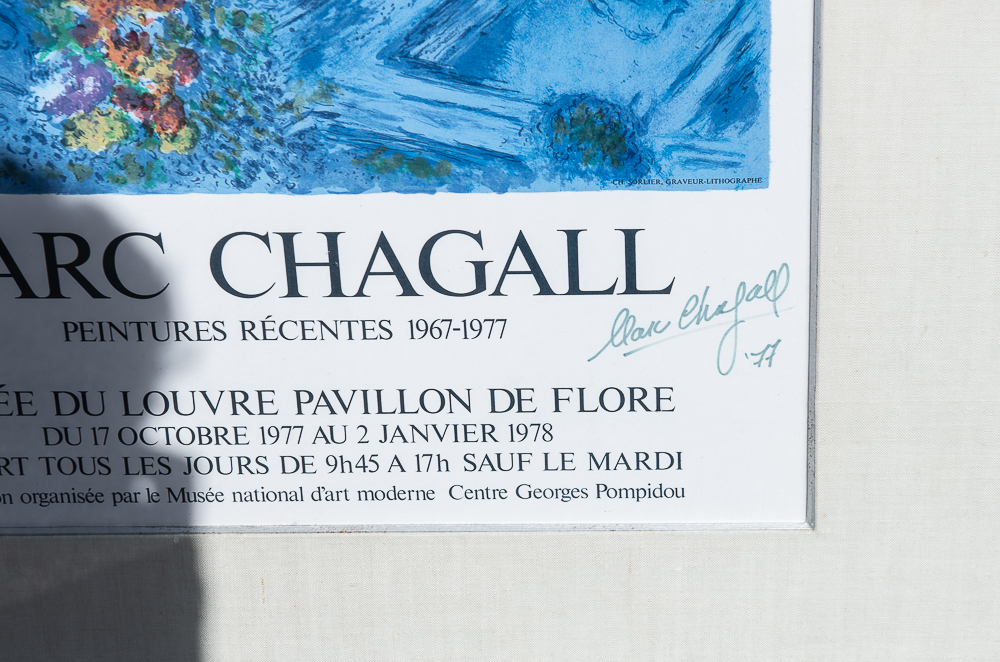 CH. SORLIER, GRAVEUR-LITHOGRAPHE
ARC CHAGALL
PEINTURES RÉCENTES 1967-1977
Marc Chagall
'77
ÉE DU LOUVRE PAVILLON DE FLORE
DU 17 OCTOBRE 1977 AU 2 JANVIER 1978
RT TOUS LES JOURS DE 9h45 A 17h SAUF LE MARDI
on organisée par le Musée national d'art moderne Centre Georges Pompidou